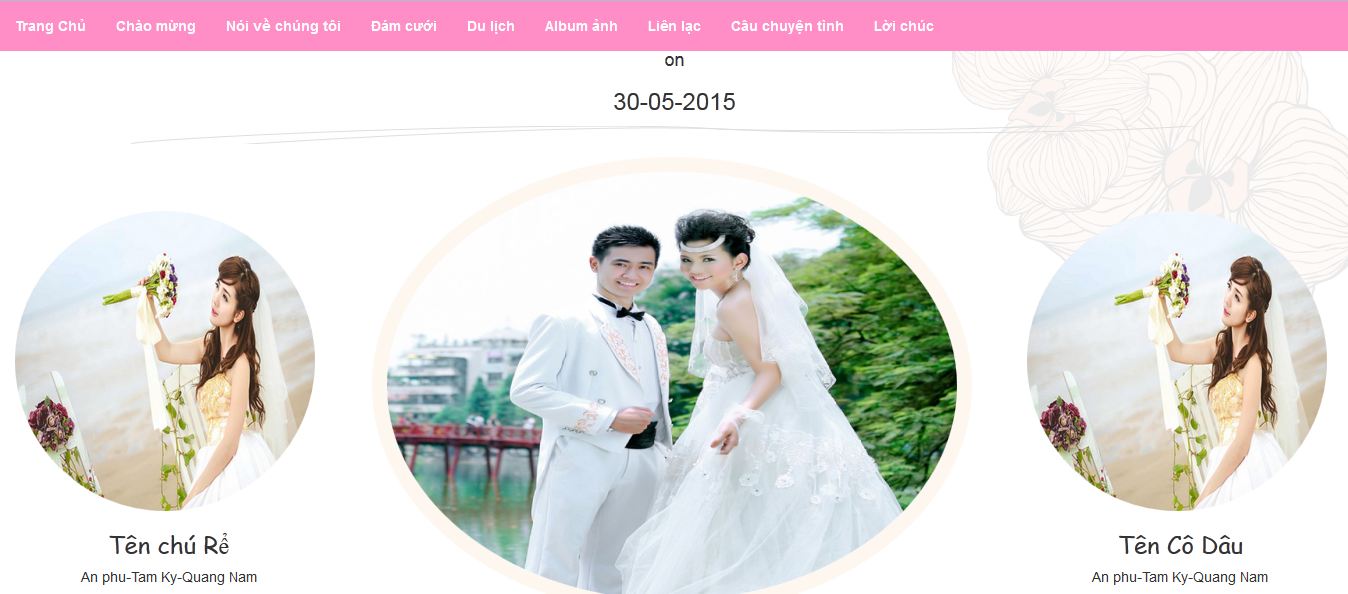 Trang Chủ Chào mừng Nói về chúng tôi Đám cưới Du lịch Album ảnh Liên lạc Câu chuyện tình Lời chúc
on
30-05-2015
Tên chú Rể Tên Cô Dâu
An phu-Tam Ky-Quang Nam An phu-Tam Ky-Quang Nam